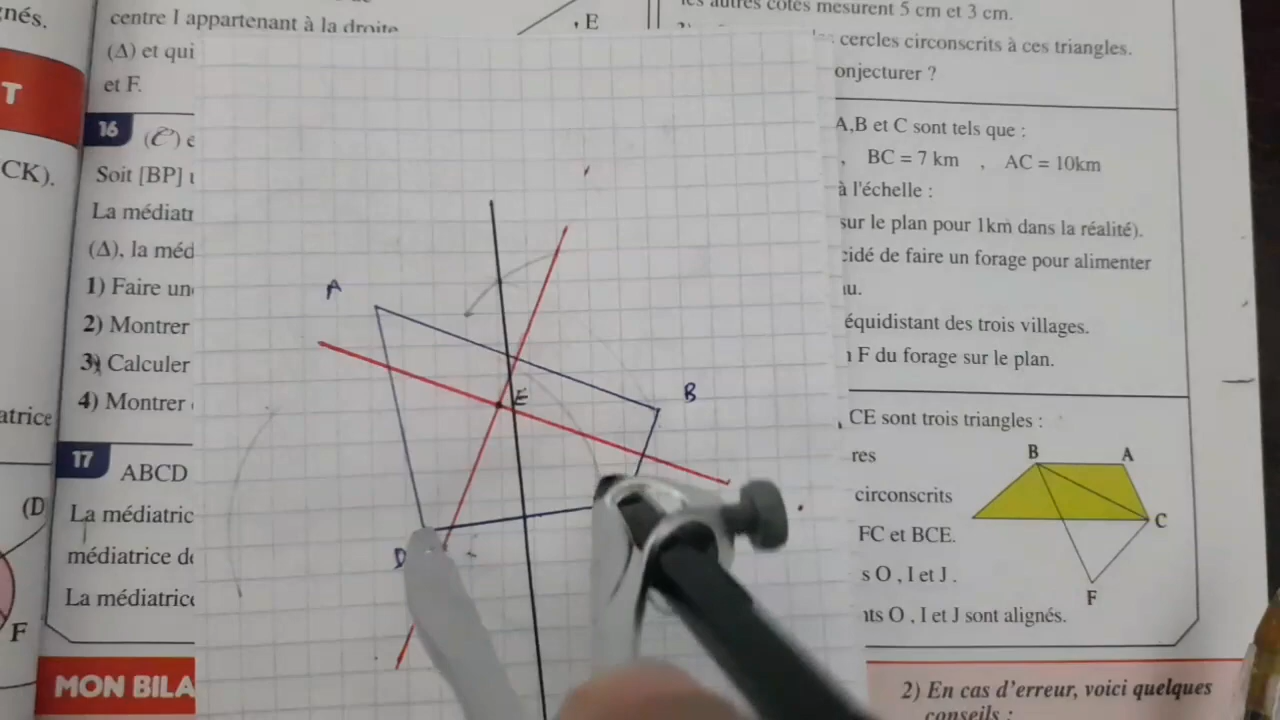 gnés.
T
CK).
atrice
(D
F
centre I appartenant à la droite
(Δ) et qui
et F.
16
Soit [BP]
La médiatr
(Δ), la méd
1) Faire un
2) Montrer
3) Calculer
4) Montrer
17 ABCD
La médiatric
médiatrice de
La médiatrice
MON BILA
E
A
B
E
D
les autres côtés mesurent 5 cm et 3 cm.
cercles circonscrits à ces triangles.
onjecturer ?
A,B et C sont tels que :
, BC = 7 km , AC = 10km
à l'échelle :
sur le plan pour 1km dans la réalité).
cidé de faire un forage pour alimenter
au.
équidistant des trois villages.
F du forage sur le plan.
, CE sont trois triangles :
res
circonscrits
FC et BCE.
s O , I et J .
nts O , I et J sont alignés.
B
A
C
F
2) En cas d'erreur, voici quelques
conseils :